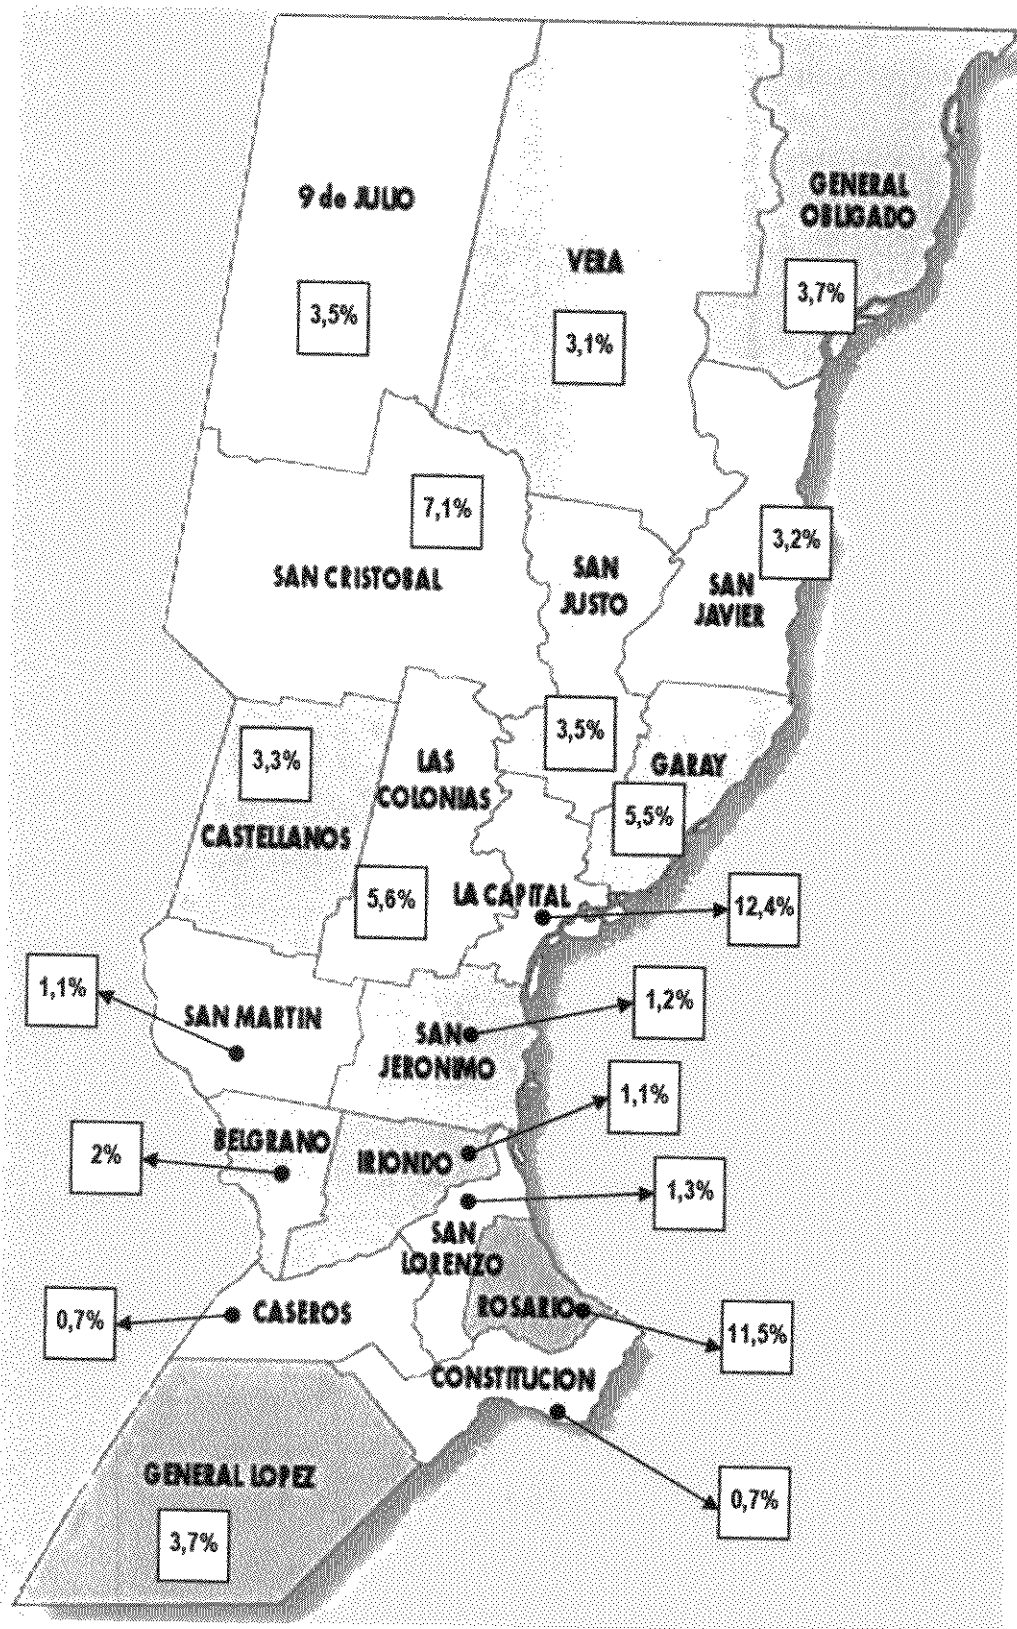 9 de JULIO
3,5%
VERA
3,1%
GENERAL
OBLIGADO
3,7%
7,1%
SAN CRISTOBAL
SAN
JUSTO
3,2%
SAN
JAVIER
3,3%
CASTELLANOS
LAS
COLONIAS
5,6%
3,5%
GARAY
5,5%
LA CAPITAL
12,4%
1,1%
SAN MARTIN
SAN
JERONIMO
1,2%
1,1%
BELGRANO
2%
IRIONDO
1,3%
SAN
LORENZO
0,7%
CASEROS
ROSARIO
11,5%
CONSTITUCION
GENERAL LOPEZ
3,7%
0,7%